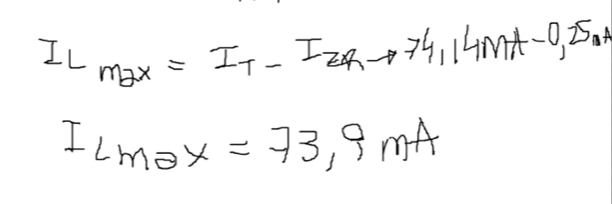 IL max = IT - IZK → 74,14mA-0,25mA
ILmax = 73,9 mA